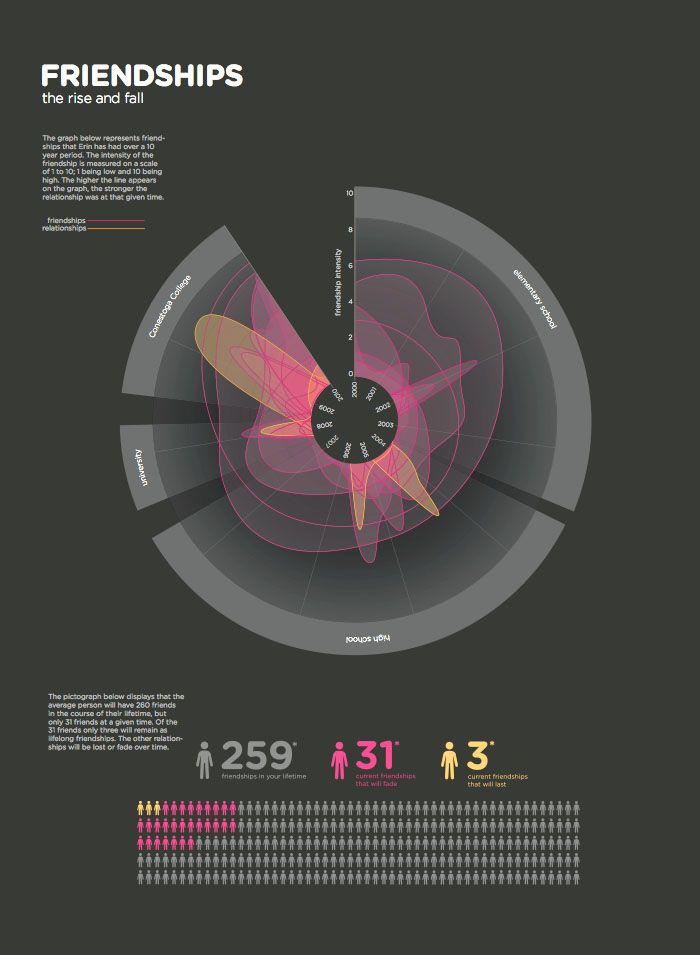 FRIENDSHIPS
the rise and fall
The graph below represents friend-
ships that Erin has had over a 10
year period. The intensity of the
friendship is measured on a scale
of 1 to 10; 1 being low and 10 being
high. The higher the line appears
on the graph, the stronger the
relationship was at that given time.
friendships
relationships
friendship intensity
10
8
6
4
2
0
2000
2001
2002
2003
2004
2005
2006
2007
2008
2009
2010
elementary school
high school
university
Conestoga College
The pictograph below displays that the
average person will have 260 friends
in the course of their lifetime, but
only 31 friends at a given time. Of the
31 friends only three will remain as
lifelong friendships. The other relation-
ships will be lost or fade over time.
259*
friendships in your lifetime
31*
current friendships
that will fade
3*
current friendships
that will last